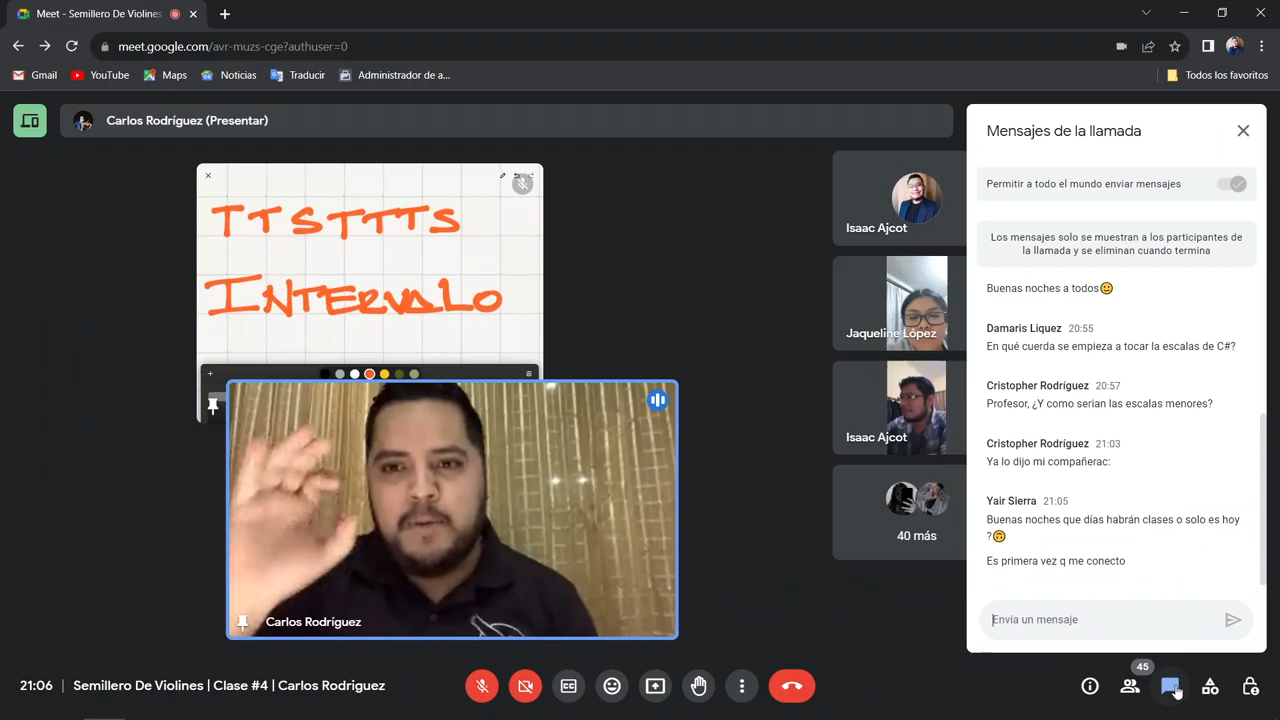 Meet - Semillero De Violines
meet.google.com/avr-muzs-cge?authuser=0
Gmail
YouTube
Maps
Noticias
Traducir
Administrador de a...
Todos los favoritos
Carlos Rodríguez (Presentar)
TTSTTTS
INTERVALO
Carlos Rodríguez
Isaac Ajcot
Jaqueline López
Isaac Ajcot
40 más
Mensajes de la llamada
Permitir a todo el mundo enviar mensajes
Los mensajes solo se muestran a los participantes de
la llamada y se eliminan cuando termina
Buenas noches a todos🙂
Damaris Liquez 20:55
En qué cuerda se empieza a tocar la escalas de C#?
Cristopher Rodríguez 20:57
Profesor, ¿Y como serian las escalas menores?
Cristopher Rodríguez 21:03
Ya lo dijo mi compañerac:
Yair Sierra 21:05
Buenas noches que días habrán clases o solo es hoy
?🙃
Es primera vez q me conecto
Envía un mensaje
21:06 | Semillero De Violines | Clase #4 | Carlos Rodriguez
45